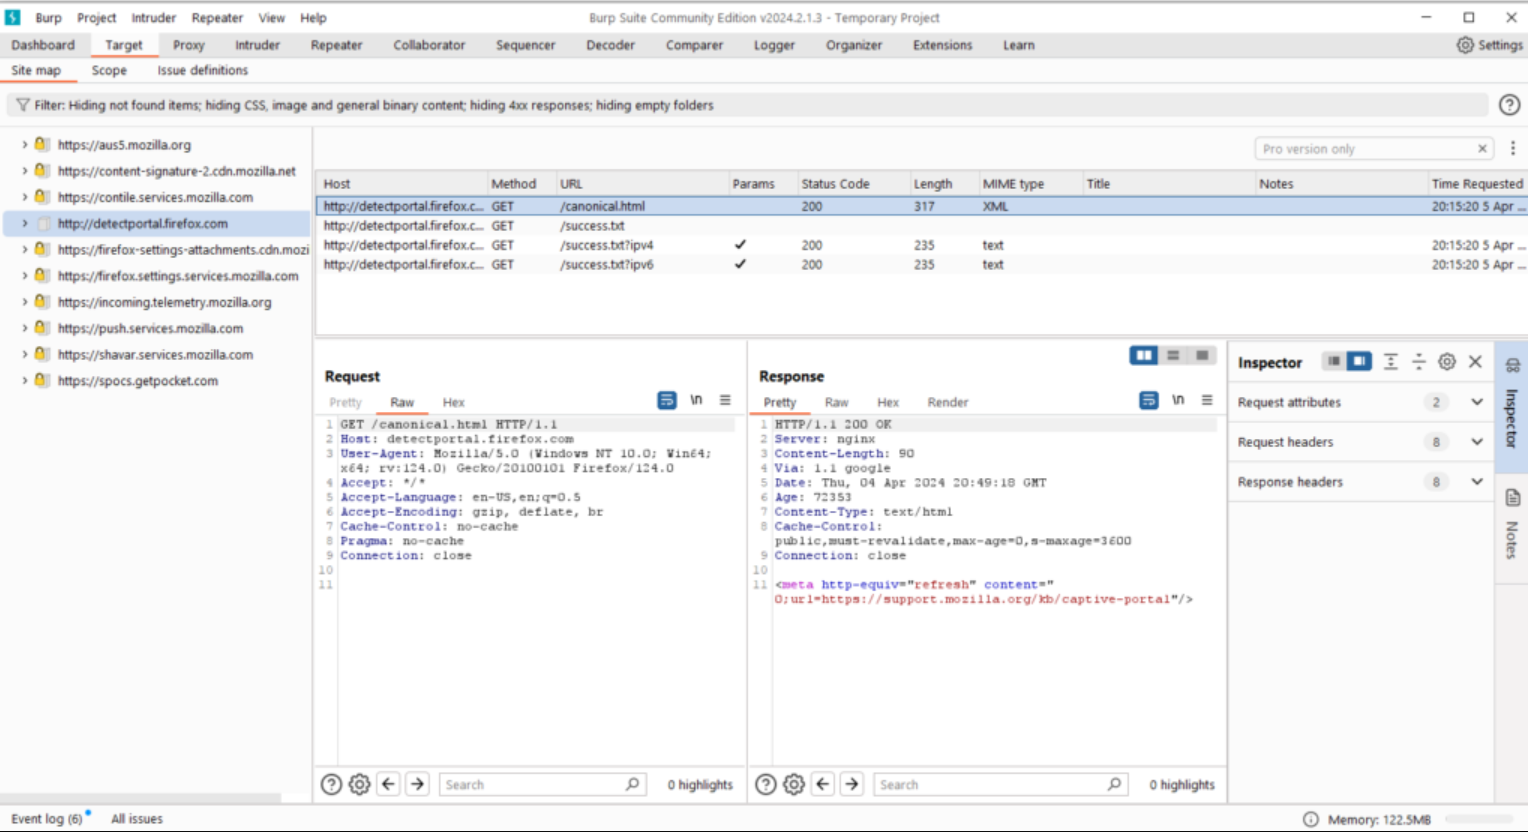 Burp Project Intruder Repeater View Help Burp Suite Community Edition v2024.2.1.3 - Temporary Project
Dashboard Target Proxy Intruder Repeater Collaborator Sequencer Decoder Comparer Logger Organizer Extensions Learn Settings
Site map Scope Issue definitions
Filter: Hiding not found items; hiding CSS, image and general binary content; hiding 4xx responses; hiding empty folders
https://aus5.mozilla.org
https://content-signature-2.cdn.mozilla.net
https://contile.services.mozilla.com
http://detectportal.firefox.com
https://firefox-settings-attachments.cdn.mozi
https://firefox.settings.services.mozilla.com
https://incoming.telemetry.mozilla.org
https://push.services.mozilla.com
https://shavar.services.mozilla.com
https://spocs.getpocket.com
Pro version only
Host Method URL Params Status Code Length MIME type Title Notes Time Requested
http://detectportal.firefox.c... GET /canonical.html 200 317 XML 20:15:20 5 Apr ...
http://detectportal.firefox.c... GET /success.txt
http://detectportal.firefox.c... GET /success.txt?ipv4 ✓ 200 235 text 20:15:20 5 Apr ...
http://detectportal.firefox.c... GET /success.txt?ipv6 ✓ 200 235 text 20:15:20 5 Apr ...
Request
Pretty Raw Hex \n
1 GET /canonical.html HTTP/1.1
2 Host: detectportal.firefox.com
3 User-Agent: Mozilla/5.0 (Windows NT 10.0; Win64;
x64; rv:124.0) Gecko/20100101 Firefox/124.0
4 Accept: */*
5 Accept-Language: en-US,en;q=0.5
6 Accept-Encoding: gzip, deflate, br
7 Cache-Control: no-cache
8 Pragma: no-cache
9 Connection: close
10
11
Search 0 highlights
Response
Pretty Raw Hex Render \n
1 HTTP/1.1 200 OK
2 Server: nginx
3 Content-Length: 90
4 Via: 1.1 google
5 Date: Thu, 04 Apr 2024 20:49:18 GMT
6 Age: 72353
7 Content-Type: text/html
8 Cache-Control:
public,must-revalidate,max-age=0,s-maxage=3600
9 Connection: close
10
11 <meta http-equiv="refresh" content="
0;url=https://support.mozilla.org/kb/captive-portal"/>
Search 0 highlights
Inspector
Request attributes 2
Request headers 8
Response headers 8
Inspector
Notes
Event log (6) All issues Memory: 122.5MB